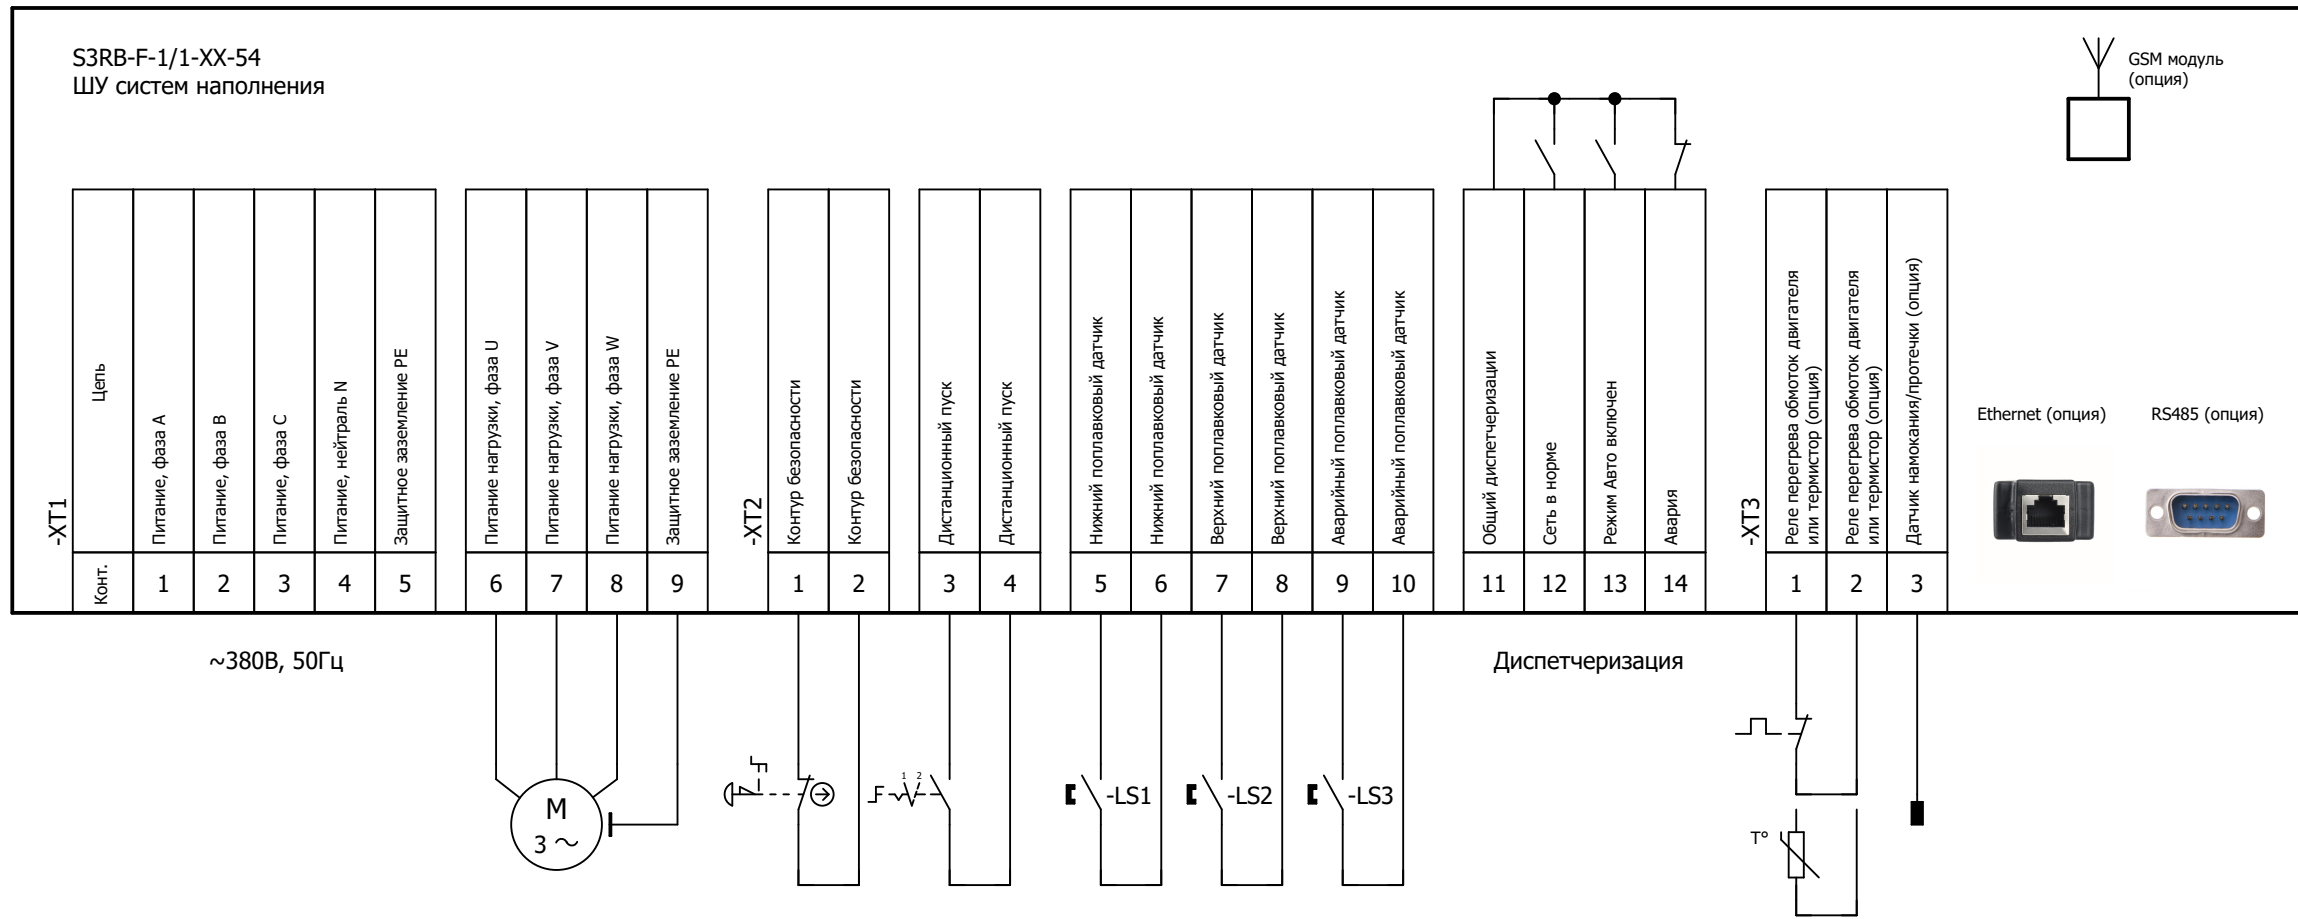 S3RB-F-1/1-XX-54
ШУ систем наполнения
GSM модуль
(опция)
-XT1
Цепь
Питание, фаза A
Питание, фаза B
Питание, фаза C
Питание, нейтраль N
Защитное заземление PE
Питание нагрузки, фаза U
Питание нагрузки, фаза V
Питание нагрузки, фаза W
Защитное заземление PE
-XT2
Контур безопасности
Контур безопасности
Дистанционный пуск
Дистанционный пуск
Нижний поплавковый датчик
Нижний поплавковый датчик
Верхний поплавковый датчик
Верхний поплавковый датчик
Аварийный поплавковый датчик
Аварийный поплавковый датчик
Общий диспетчеризации
Сеть в норме
Режим Авто включен
Авария
-XT3
Реле перегрева обмоток двигателя
или термистор (опция)
Реле перегрева обмоток двигателя
или термистор (опция)
Датчик намокания/протечки (опция)
Ethernet (опция)
RS485 (опция)
Конт.
1
2
3
4
5
6
7
8
9
1
2
3
4
5
6
7
8
9
10
11
12
13
14
1
2
3
~380В, 50Гц
Диспетчеризация
M
3 ~
1 2
-LS1
-LS2
-LS3
T°